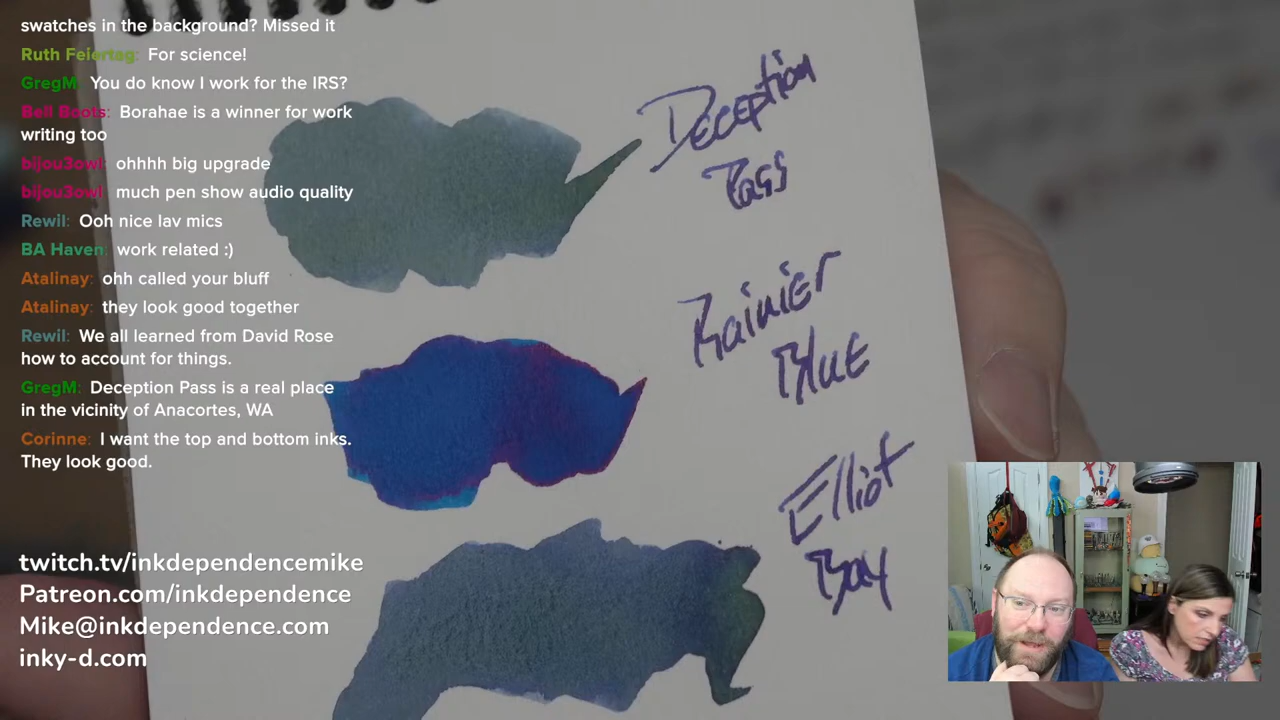 swatches in the background? Missed it
Ruth Feiertag: For science!
GregM: You do know I work for the IRS?
Bell Boots: Borahae is a winner for work
writing too
bijou3owl: ohhhh big upgrade
bijou3owl: much pen show audio quality
Rewil: Ooh nice lav mics
BA Haven: work related :)
Atalinay: ohh called your bluff
Atalinay: they look good together
Rewil: We all learned from David Rose
how to account for things.
GregM: Deception Pass is a real place
in the vicinity of Anacortes, WA
Corinne: I want the top and bottom inks.
They look good.
twitch.tv/inkdependencemike
Patreon.com/inkdependence
Mike@inkdependence.com
inky-d.com
Deception
Pass
Rainier
Blue
Elliot
Bay